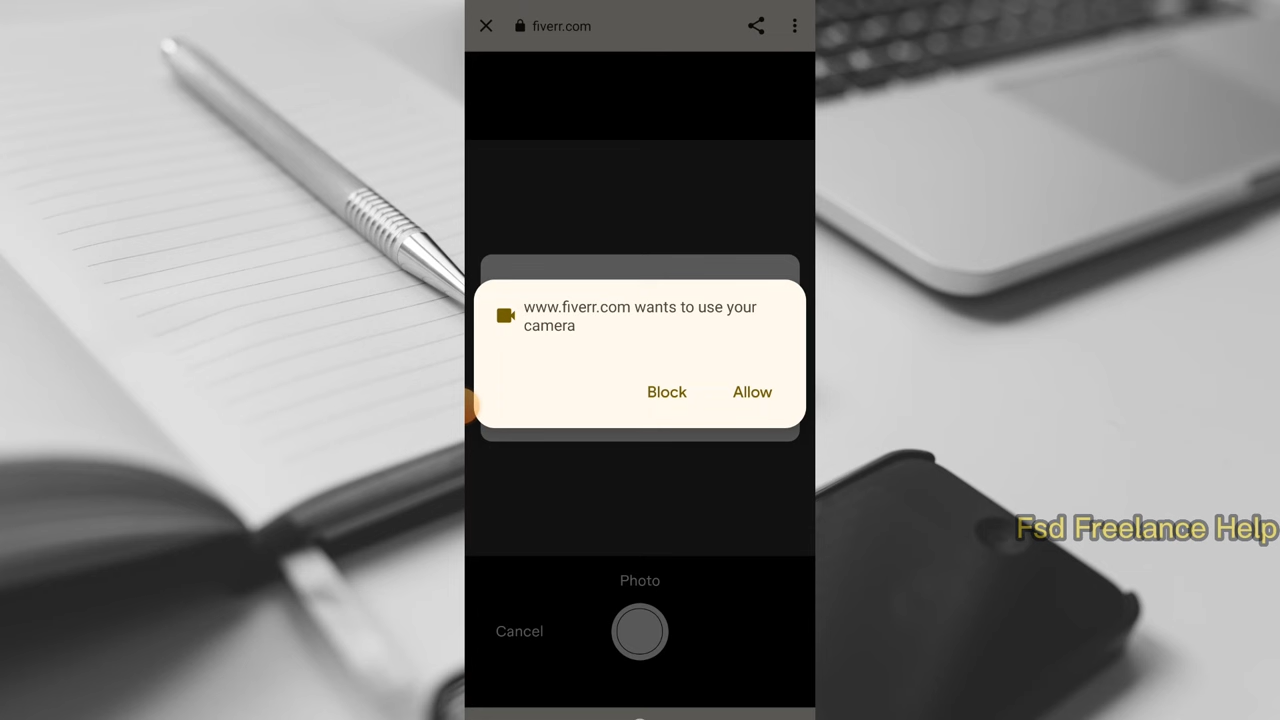 fiverr.com
www.fiverr.com wants to use your
camera
Block Allow
Fsd Freelance Help
Photo
Cancel